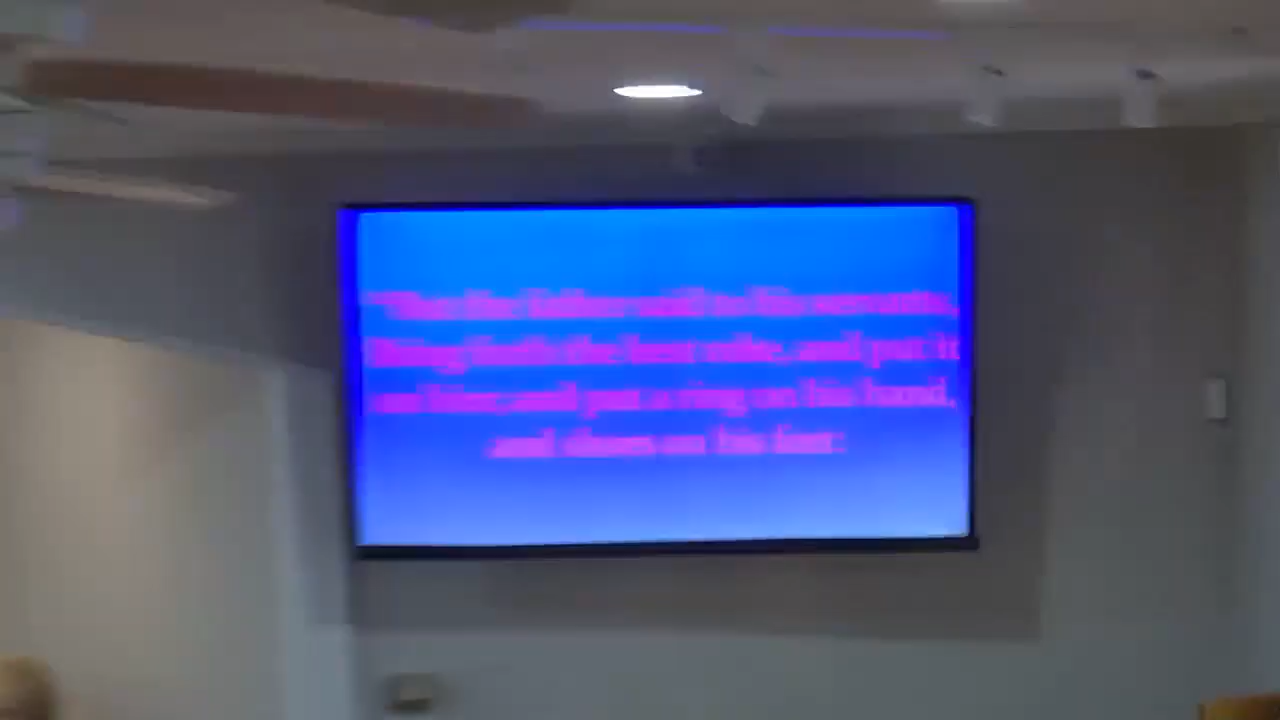 "But the father said to his servants,
Bring forth the best robe, and put it
on him; and put a ring on his hand,
and shoes on his feet: